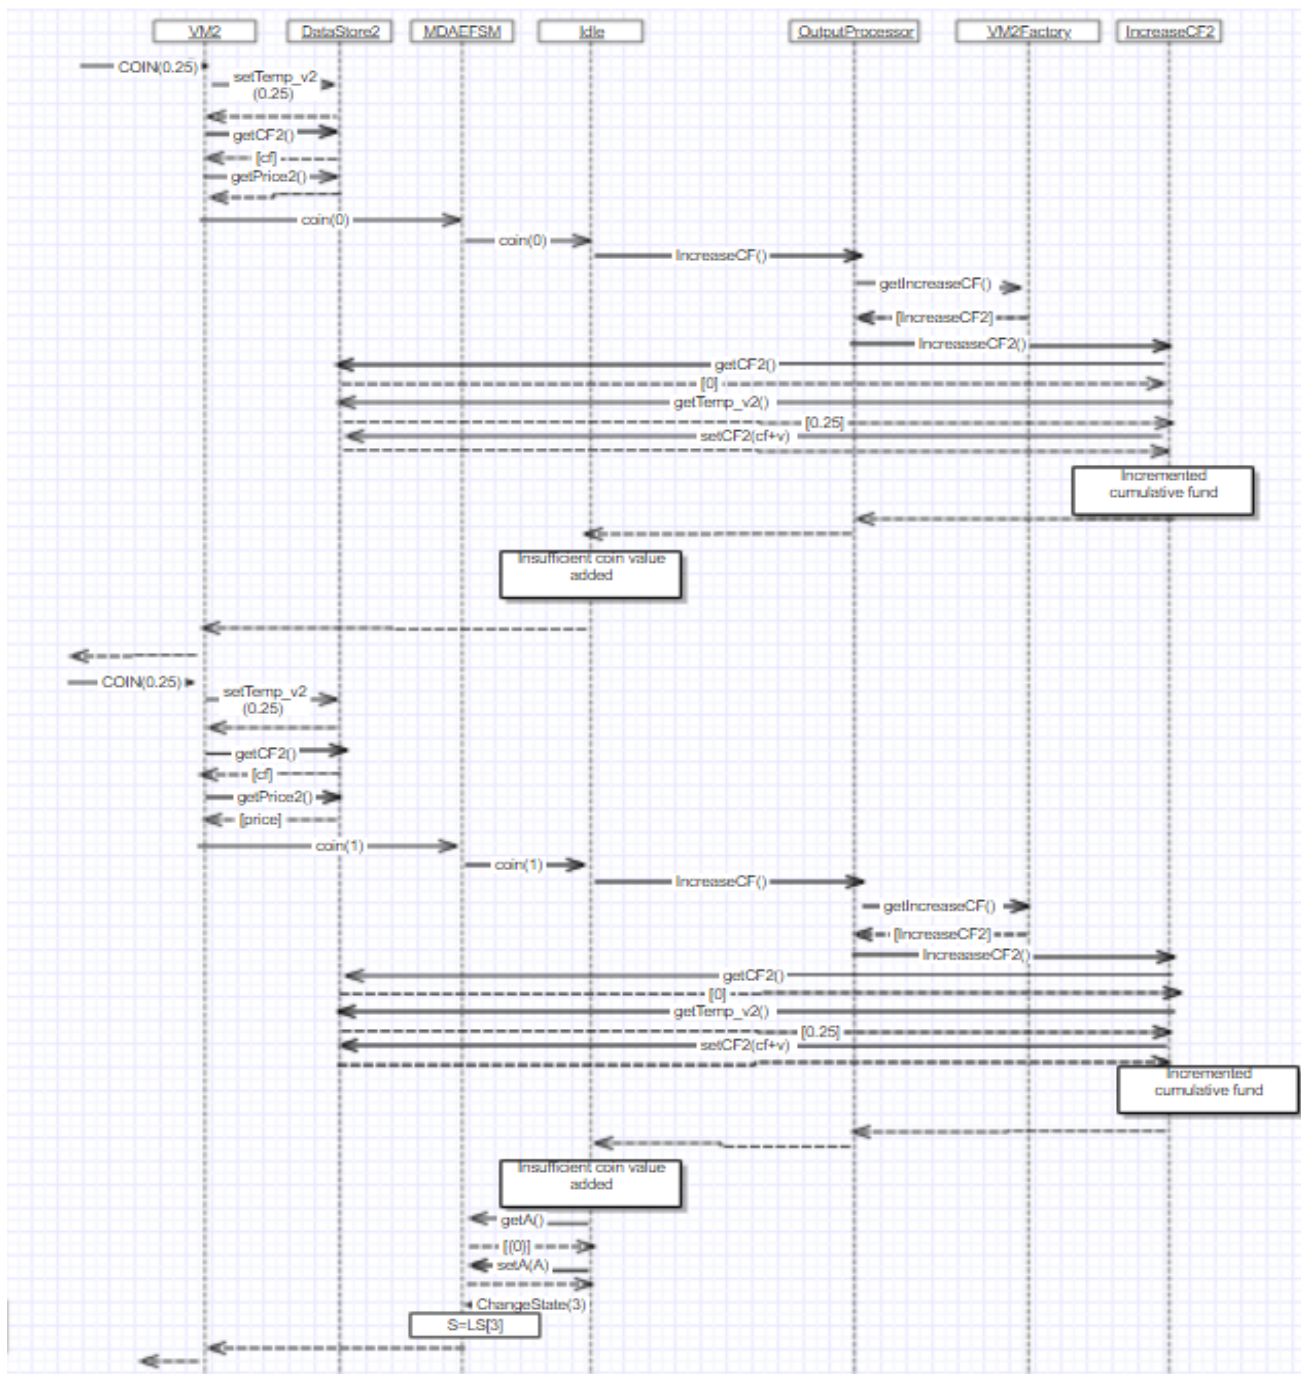 VM2 DataStore2 MDAEFSM Idle OutputProcessor VM2Factory IncreaseCF2
COIN(0.25)
setTemp_v2
(0.25)
getCF2()
[cf]
getPrice2()
coin(0)
coin(0)
IncreaseCF()
getIncreaseCF()
[IncreaseCF2]
IncreaaseCF2()
getCF2()
[0]
getTemp_v2()
[0.25]
setCF2(cf+v)
Incremented
cumulative fund
Insufficient coin value
added
COIN(0.25)
setTemp_v2
(0.25)
getCF2()
[cf]
getPrice2()
[price]
coin(1)
coin(1)
IncreaseCF()
getIncreaseCF()
[IncreaseCF2]
IncreaaseCF2()
getCF2()
[0]
getTemp_v2()
[0.25]
setCF2(cf+v)
Incremented
cumulative fund
Insufficient coin value
added
getA()
[(0)]
setA(A)
ChangeState(3)
S=LS[3]